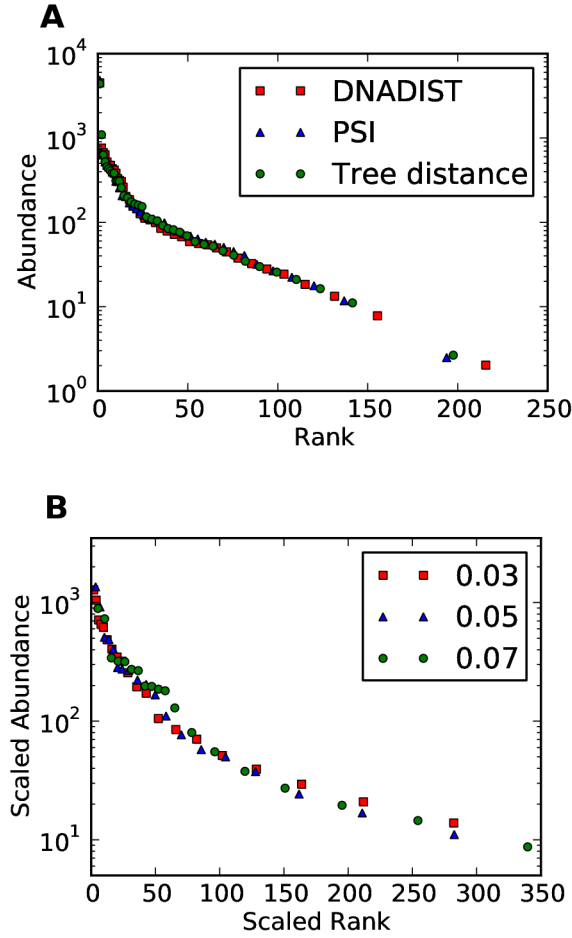 A
10^4
10^3
10^2
10^1
10^0
Abundance
DNADIST
PSI
Tree distance
0 50 100 150 200 250
Rank
B
10^3
10^2
10^1
Scaled Abundance
0.03
0.05
0.07
0 50 100 150 200 250 300 350
Scaled Rank